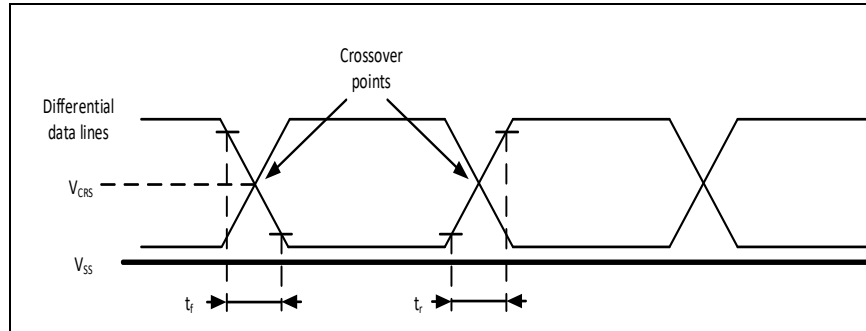 Crossover
points
Differential
data lines
VCRS
VSS
tf
tr